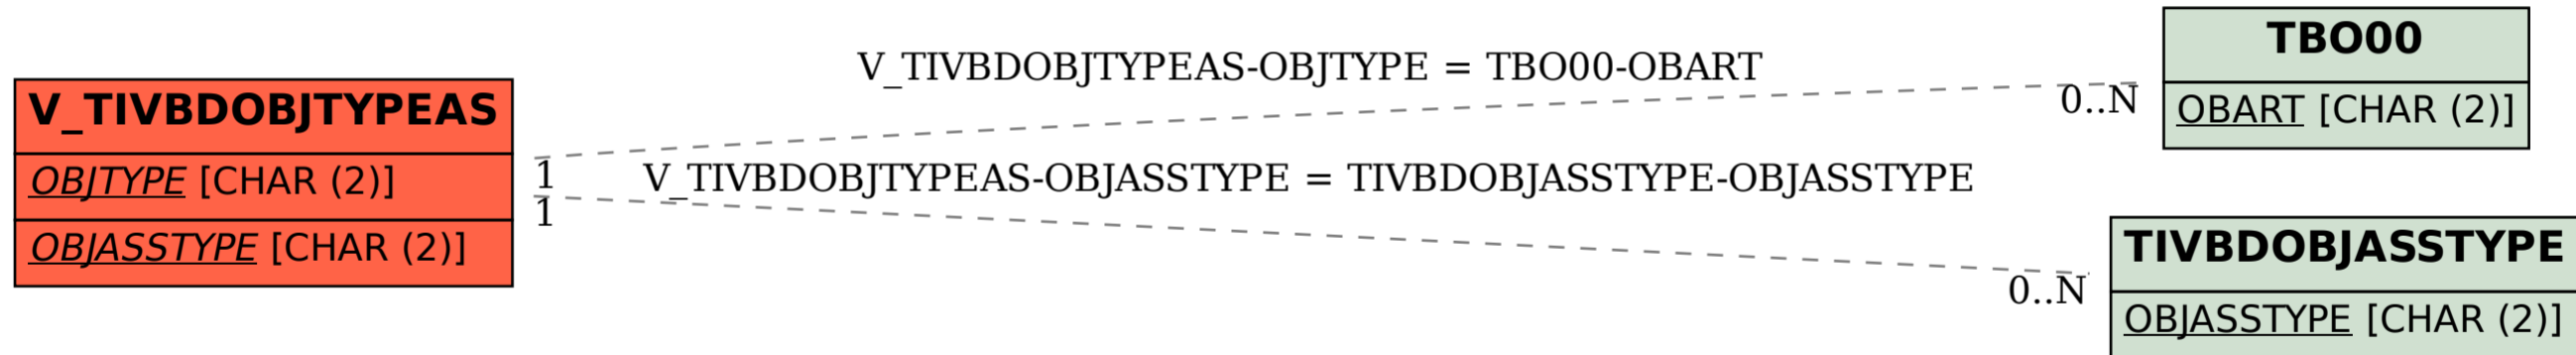 V_TIVBDOBJTYPEAS
OBJTYPE [CHAR (2)]
OBJASSTYPE [CHAR (2)]
V_TIVBDOBJTYPEAS-OBJTYPE = TBO00-OBART
1
0..N
V_TIVBDOBJTYPEAS-OBJASSTYPE = TIVBDOBJASSTYPE-OBJASSTYPE
1
0..N
TBO00
OBART [CHAR (2)]
TIVBDOBJASSTYPE
OBJASSTYPE [CHAR (2)]